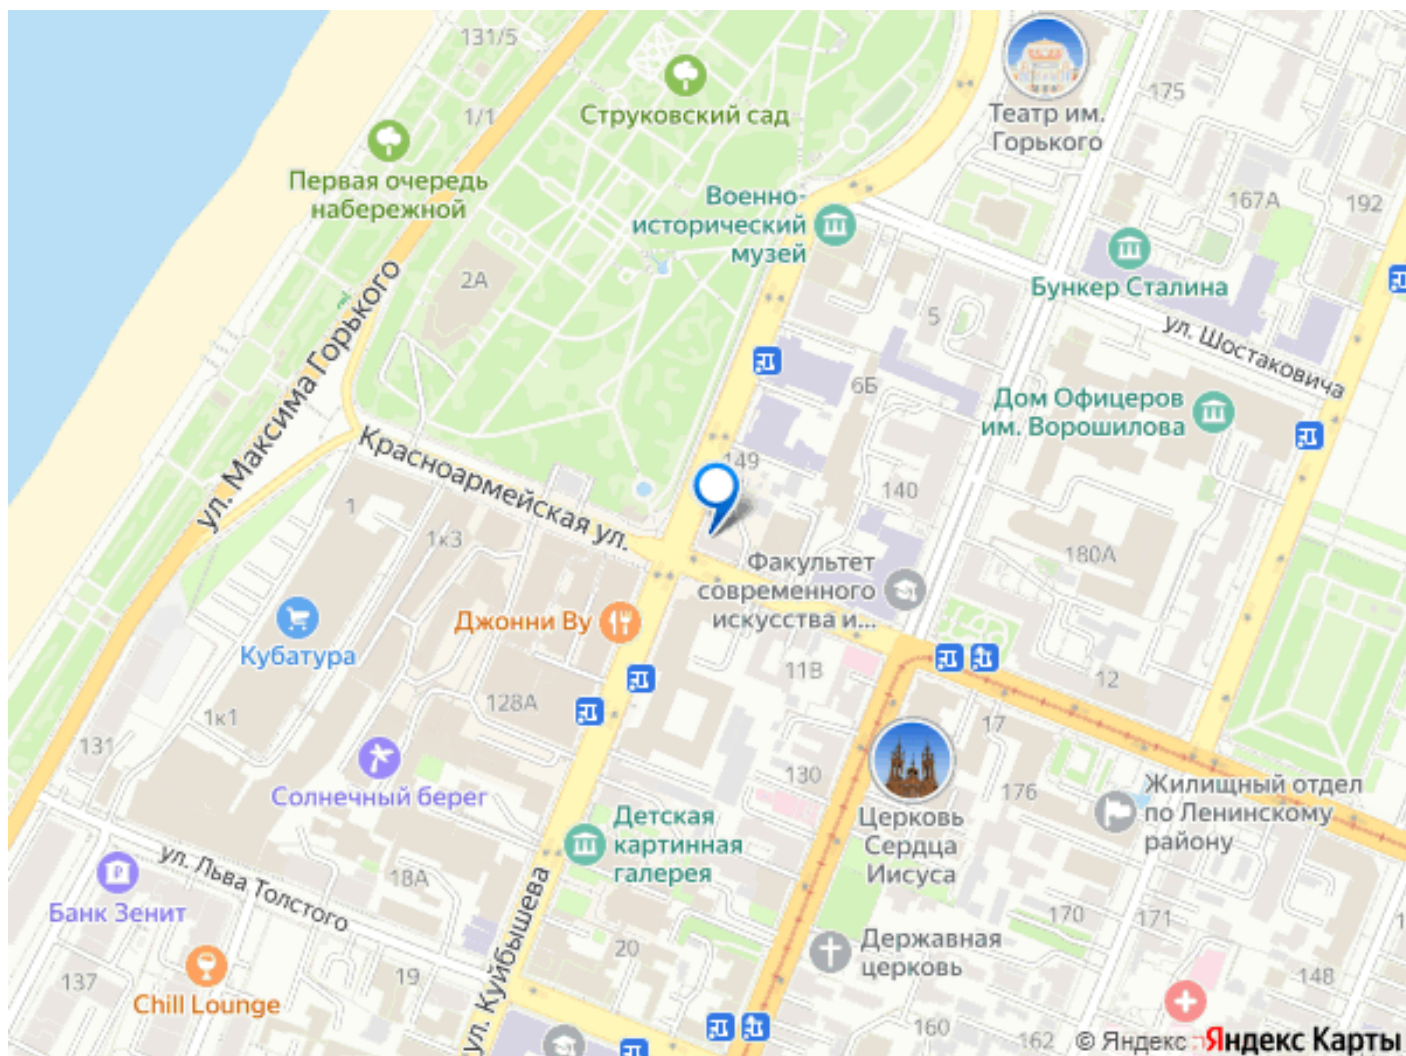 131/5
Струковский сад
Театр им.
Горького
175
1/1
Первая очередь
набережной
Военно-
исторический
музей
167А
192
2А
Бункер Сталина
5
ул. Шостаковича
ул. Максима Горького
6Б
Дом Офицеров
им. Ворошилова
149
140
Красноармейская ул.
1
1к3
180А
Факультет
современного
искусства и...
Джонни Ву
Кубатура
11В
12
128А
1к1
17
131
130
176
Солнечный берег
Жилищный отдел
по Ленинскому
району
Церковь
Сердца
Иисуса
Детская
картинная
галерея
ул. Льва Толстого
18А
Банк Зенит
ул. Куйбышева
170
171
Державная
церковь
20
19
137
148
Chill Lounge
160
162
© Яндекс
Яндекс Карты